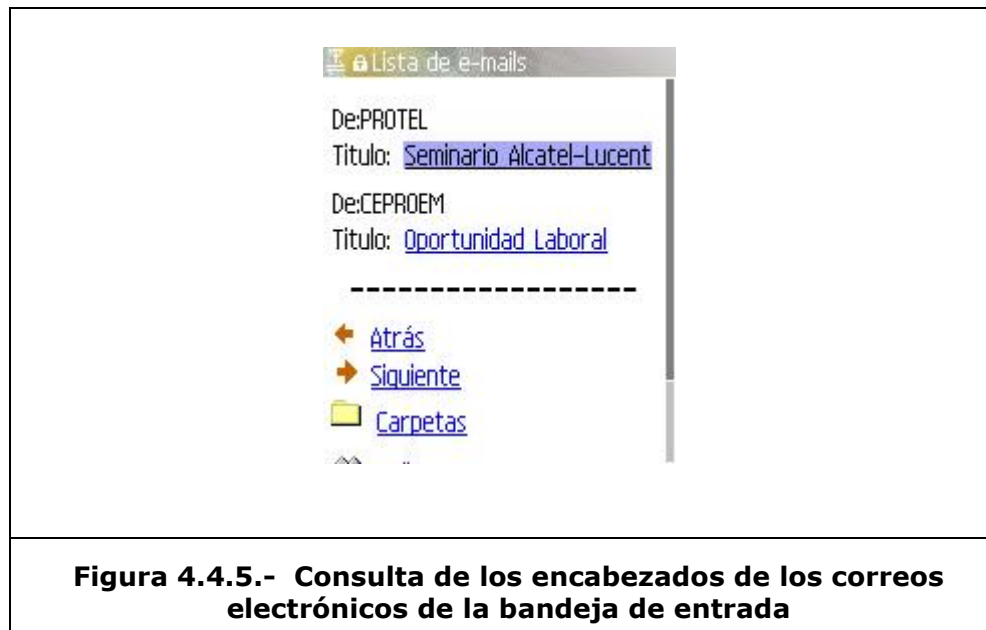 Lista de e-mails
De:PROTEL
Titulo: Seminario Alcatel-Lucent
De:CEPROEM
Titulo: Oportunidad Laboral
------------------
Atrás
Siguiente
Carpetas
Figura 4.4.5.- Consulta de los encabezados de los correos
electrónicos de la bandeja de entrada